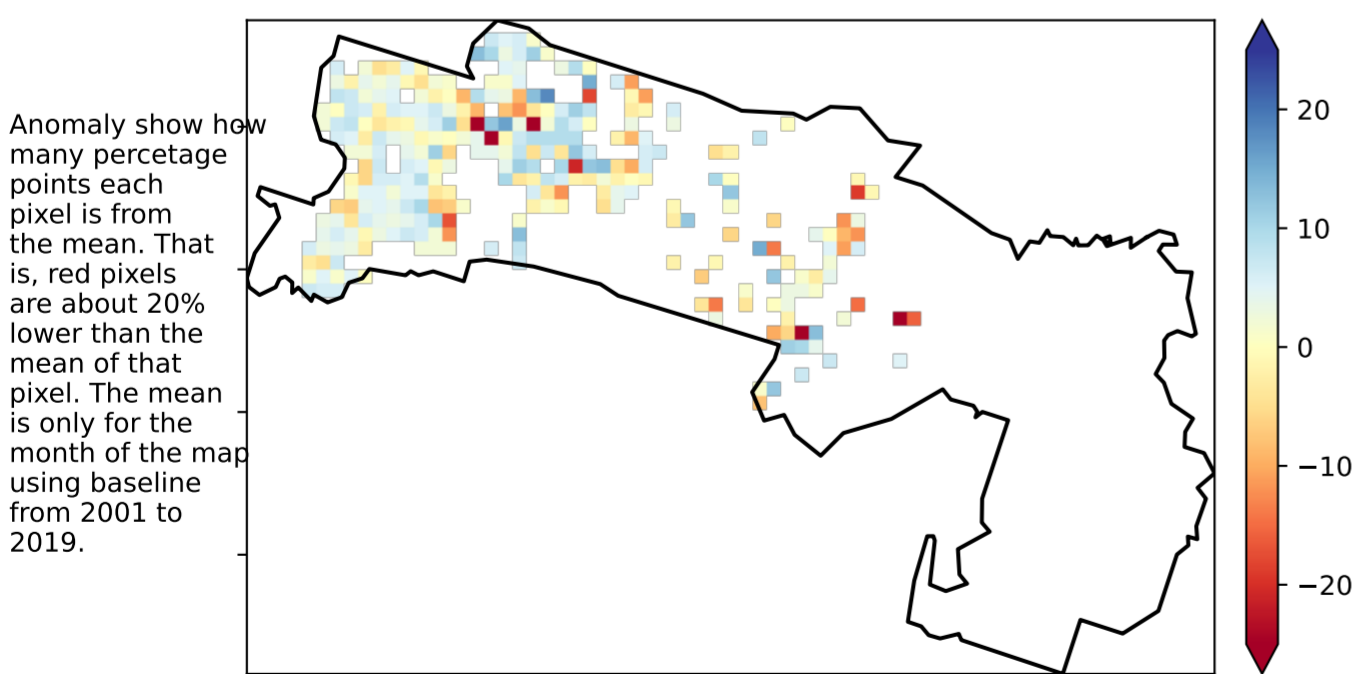 Anomaly show how
many percetage
points each
pixel is from
the mean. That
is, red pixels
are about 20%
lower than the
mean of that
pixel. The mean
is only for the
month of the map
using baseline
from 2001 to
2019.
20
10
0
−10
−20